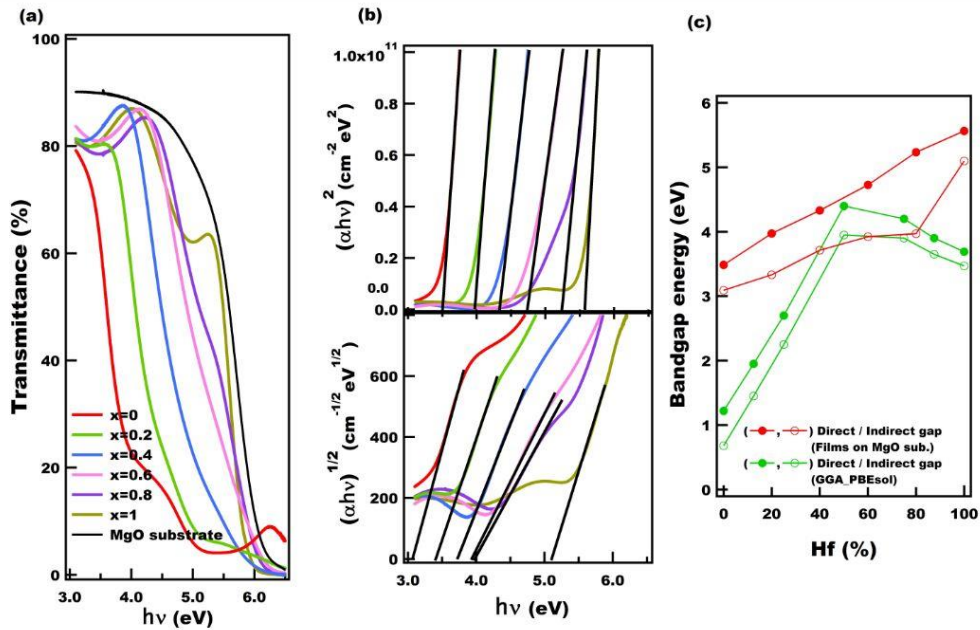 (a)
100
80
60
40
20
0
Transmittance (%)
x=0
x=0.2
x=0.4
x=0.6
x=0.8
x=1
MgO substrate
3.0 4.0 5.0 6.0
hν (eV)
(b)
1.0x10¹¹
0.8
0.6
0.4
0.2
0.0
0.0
(αhν)² (cm⁻² eV²)
600
400
200
0
(αhν)^1/2 (cm^-1/2 eV^1/2)
3.0 4.0 5.0 6.0
hν (eV)
(c)
6
5
4
3
2
1
0
Bandgap energy (eV)
( , ) Direct / Indirect gap
(Films on MgO sub.)
( , ) Direct / Indirect gap
(GGA_PBEsol)
0 20 40 60 80 100
Hf (%)